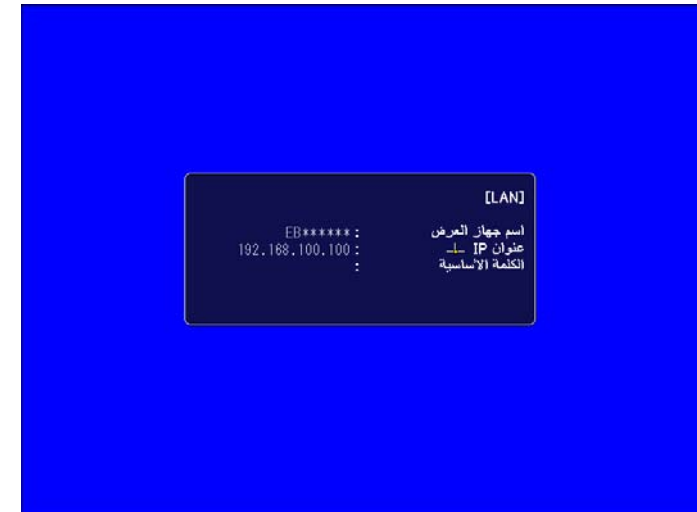 [LAN]
اسم جهاز العرض : EB******
عنوان IP : 192.168.100.100
الكلمة الأساسية :